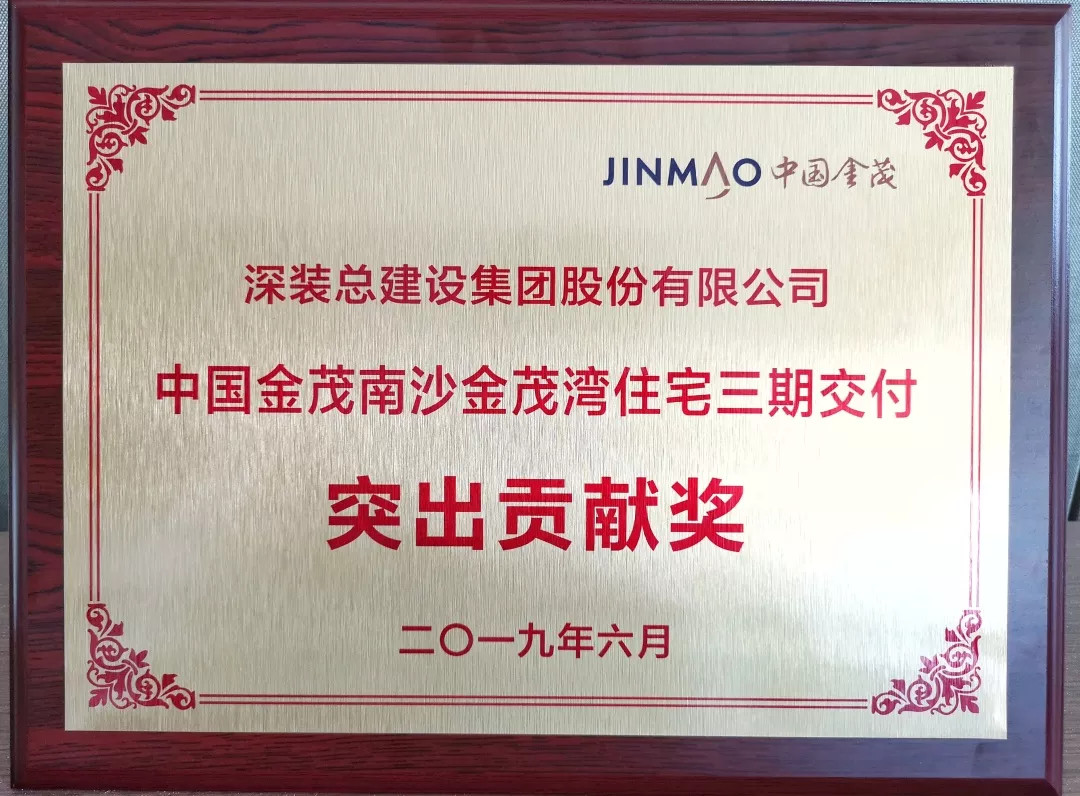 JINMAO 中国金茂
深装总建设集团股份有限公司
中国金茂南沙金茂湾住宅三期交付
突出贡献奖
二〇一九年六月